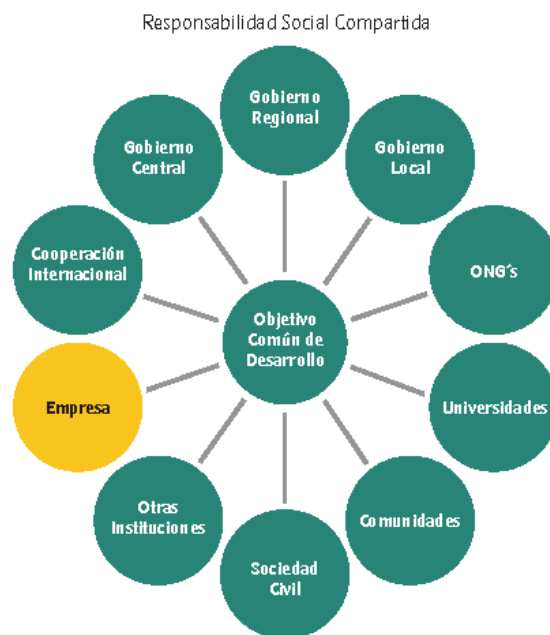 Responsabilidad Social Compartida
Gobierno
Regional
Gobierno
Central
Gobierno
Local
Cooperación
Internacional
ONG´s
Objetivo
Común de
Desarrollo
Empresa
Universidades
Otras
Instituciones
Comunidades
Sociedad
Civil